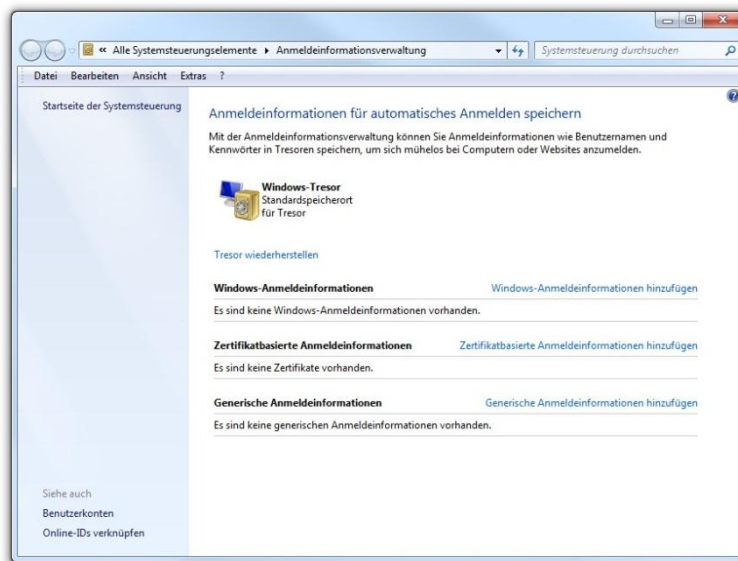 « Alle Systemsteuerungselemente ▸ Anmeldeinformationsverwaltung
Systemsteuerung durchsuchen
Datei Bearbeiten Ansicht Extras ?
Startseite der Systemsteuerung
Anmeldeinformationen für automatisches Anmelden speichern
Mit der Anmeldeinformationsverwaltung können Sie Anmeldeinformationen wie Benutzernamen und
Kennwörter in Tresoren speichern, um sich mühelos bei Computern oder Websites anzumelden.
Windows-Tresor
Standardspeicherort
für Tresor
Tresor wiederherstellen
Windows-Anmeldeinformationen Windows-Anmeldeinformationen hinzufügen
Es sind keine Windows-Anmeldeinformationen vorhanden.
Zertifikatbasierte Anmeldeinformationen Zertifikatbasierte Anmeldeinformationen hinzufügen
Es sind keine Zertifikate vorhanden.
Generische Anmeldeinformationen Generische Anmeldeinformationen hinzufügen
Es sind keine generischen Anmeldeinformationen vorhanden.
Siehe auch
Benutzerkonten
Online-IDs verknüpfen